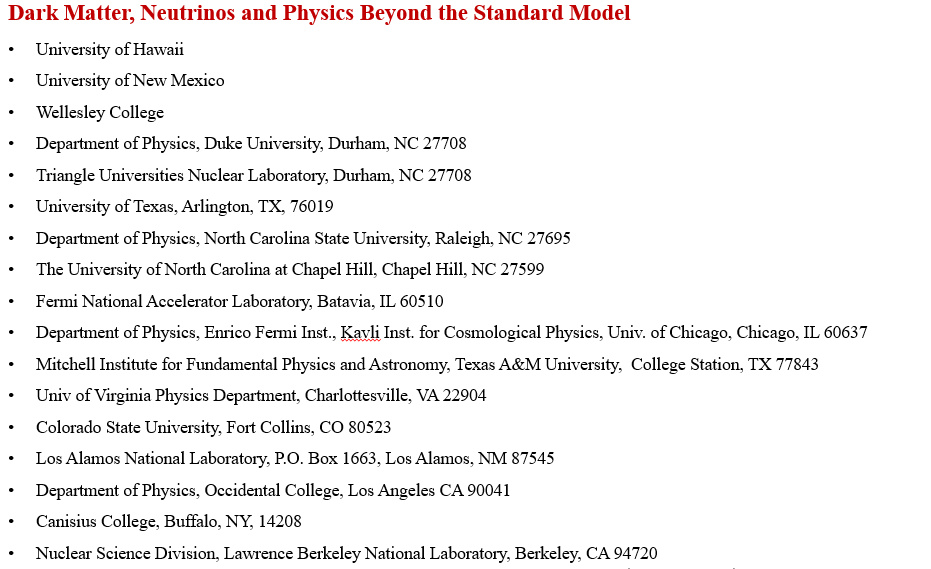 Dark Matter, Neutrinos and Physics Beyond the Standard Model
• University of Hawaii
• University of New Mexico
• Wellesley College
• Department of Physics, Duke University, Durham, NC 27708
• Triangle Universities Nuclear Laboratory, Durham, NC 27708
• University of Texas, Arlington, TX, 76019
• Department of Physics, North Carolina State University, Raleigh, NC 27695
• The University of North Carolina at Chapel Hill, Chapel Hill, NC 27599
• Fermi National Accelerator Laboratory, Batavia, IL 60510
• Department of Physics, Enrico Fermi Inst., Kavli Inst. for Cosmological Physics, Univ. of Chicago, Chicago, IL 60637
• Mitchell Institute for Fundamental Physics and Astronomy, Texas A&M University,  College Station, TX 77843
• Univ of Virginia Physics Department, Charlottesville, VA 22904
• Colorado State University, Fort Collins, CO 80523
• Los Alamos National Laboratory, P.O. Box 1663, Los Alamos, NM 87545
• Department of Physics, Occidental College, Los Angeles CA 90041
• Canisius College, Buffalo, NY, 14208
• Nuclear Science Division, Lawrence Berkeley National Laboratory, Berkeley, CA 94720